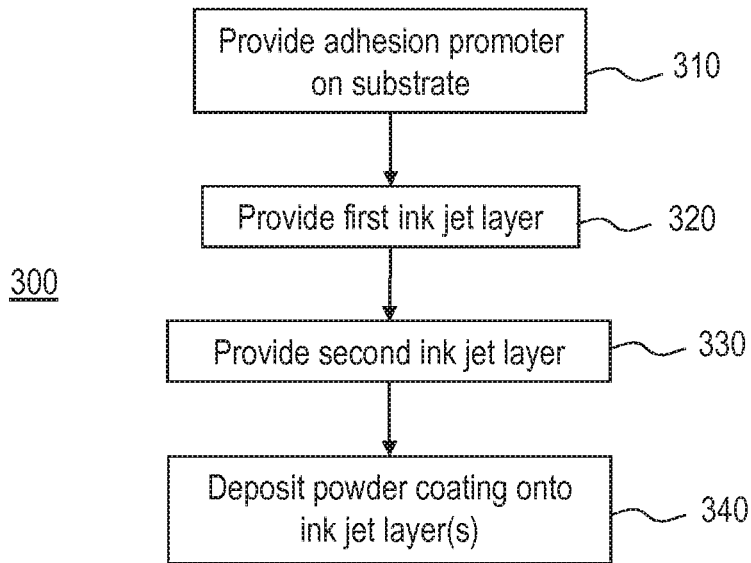 Provide adhesion promoter
on substrate
310
Provide first ink jet layer
320
300
Provide second ink jet layer
330
Deposit powder coating onto
ink jet layer(s)
340